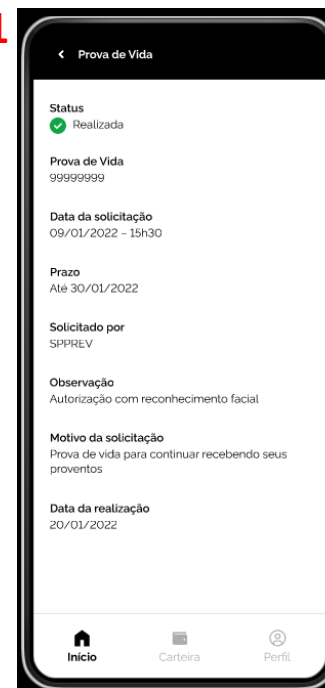 1
Prova de Vida
Status
Realizada
Prova de Vida
99999999
Data da solicitação
09/01/2022 - 15h30
Prazo
Até 30/01/2022
Solicitado por
SPPREV
Observação
Autorização com reconhecimento facial
Motivo da solicitação
Prova de vida para continuar recebendo seus
proventos
Data da realização
20/01/2022
Início
Carteira
Perfil